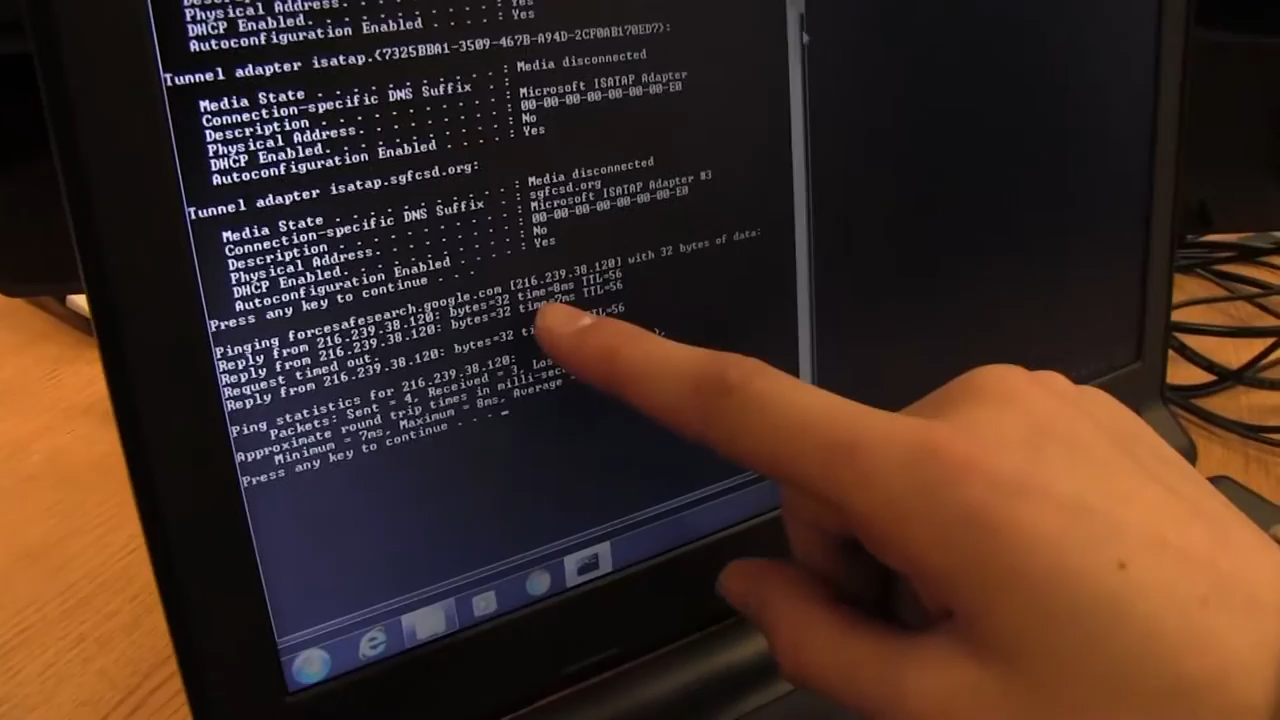 Physical Address. . . . . . : Yes
DHCP Enabled. . . . . . : Yes
Autoconfiguration Enabled . . . .
Tunnel adapter isatap.{7325BBA1-3509-467B-A94D-2CF0AB170ED7}:
Media State . . . . . . . . : Media disconnected
Connection-specific DNS Suffix . :
Description . . . . . . . . : Microsoft ISATAP Adapter
Physical Address. . . . . . . : 00-00-00-00-00-00-00-E0
DHCP Enabled. . . . . . . . : No
Autoconfiguration Enabled . . . . : Yes
Tunnel adapter isatap.sgfcsd.org:
Media State . . . . . . . . : Media disconnected
Connection-specific DNS Suffix . : sgfcsd.org
Description . . . . . . . . : Microsoft ISATAP Adapter #3
Physical Address. . . . . . . : 00-00-00-00-00-00-00-E0
DHCP Enabled. . . . . . . . : No
Autoconfiguration Enabled . . . . : Yes
Press any key to continue . . .
Pinging forcesafesearch.google.com [216.239.38.120] with 32 bytes of data:
Reply from 216.239.38.120: bytes=32 time=8ms TTL=56
Reply from 216.239.38.120: bytes=32 time=7ms TTL=56
Request timed out.
Reply from 216.239.38.120: bytes=32 TTL=56
Ping statistics for 216.239.38.120:
Packets: Sent = 4, Received = 3,
Approximate round trip times in
Minimum = 7ms, Maximum = 8ms, Average
Press any key to continue . . .